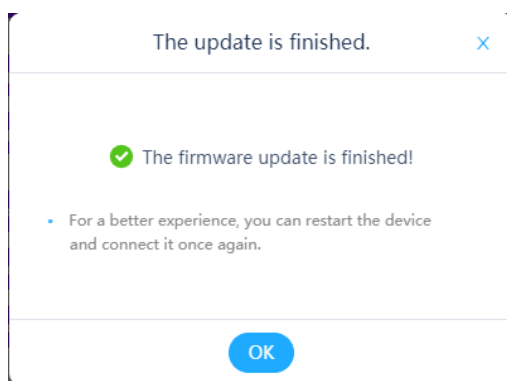 The update is finished.
The firmware update is finished!
For a better experience, you can restart the device
and connect it once again.
OK